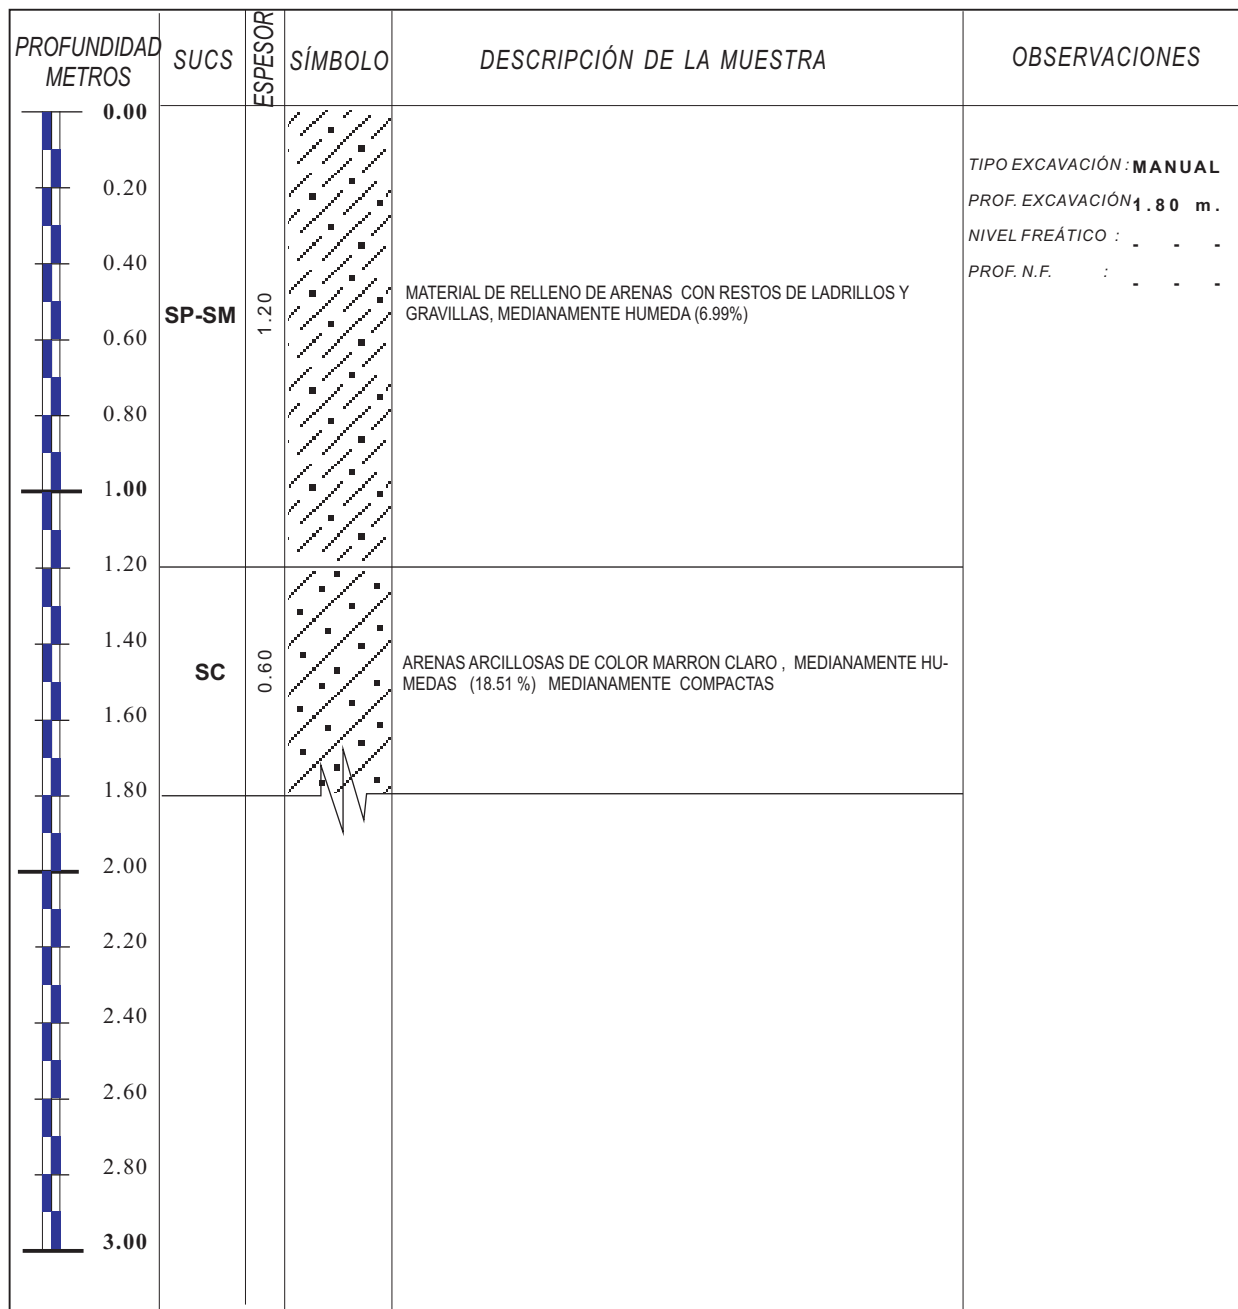 PROFUNDIDAD
METROS
SUCS
ESPESOR
SÍMBOLO
DESCRIPCIÓN DE LA MUESTRA
OBSERVACIONES
0.00
0.20
0.40
0.60
0.80
1.00
1.20
1.40
1.60
1.80
2.00
2.20
2.40
2.60
2.80
3.00
SP-SM
1.20
MATERIAL DE RELLENO DE ARENAS CON RESTOS DE LADRILLOS Y
GRAVILLAS, MEDIANAMENTE HUMEDA (6.99%)
SC
0.60
ARENAS ARCILLOSAS DE COLOR MARRON CLARO , MEDIANAMENTE HU-
MEDAS (18.51 %) MEDIANAMENTE COMPACTAS
TIPO EXCAVACIÓN : MANUAL
PROF. EXCAVACIÓN 1.80 m.
NIVEL FREÁTICO : - - -
PROF. N.F. : - - -